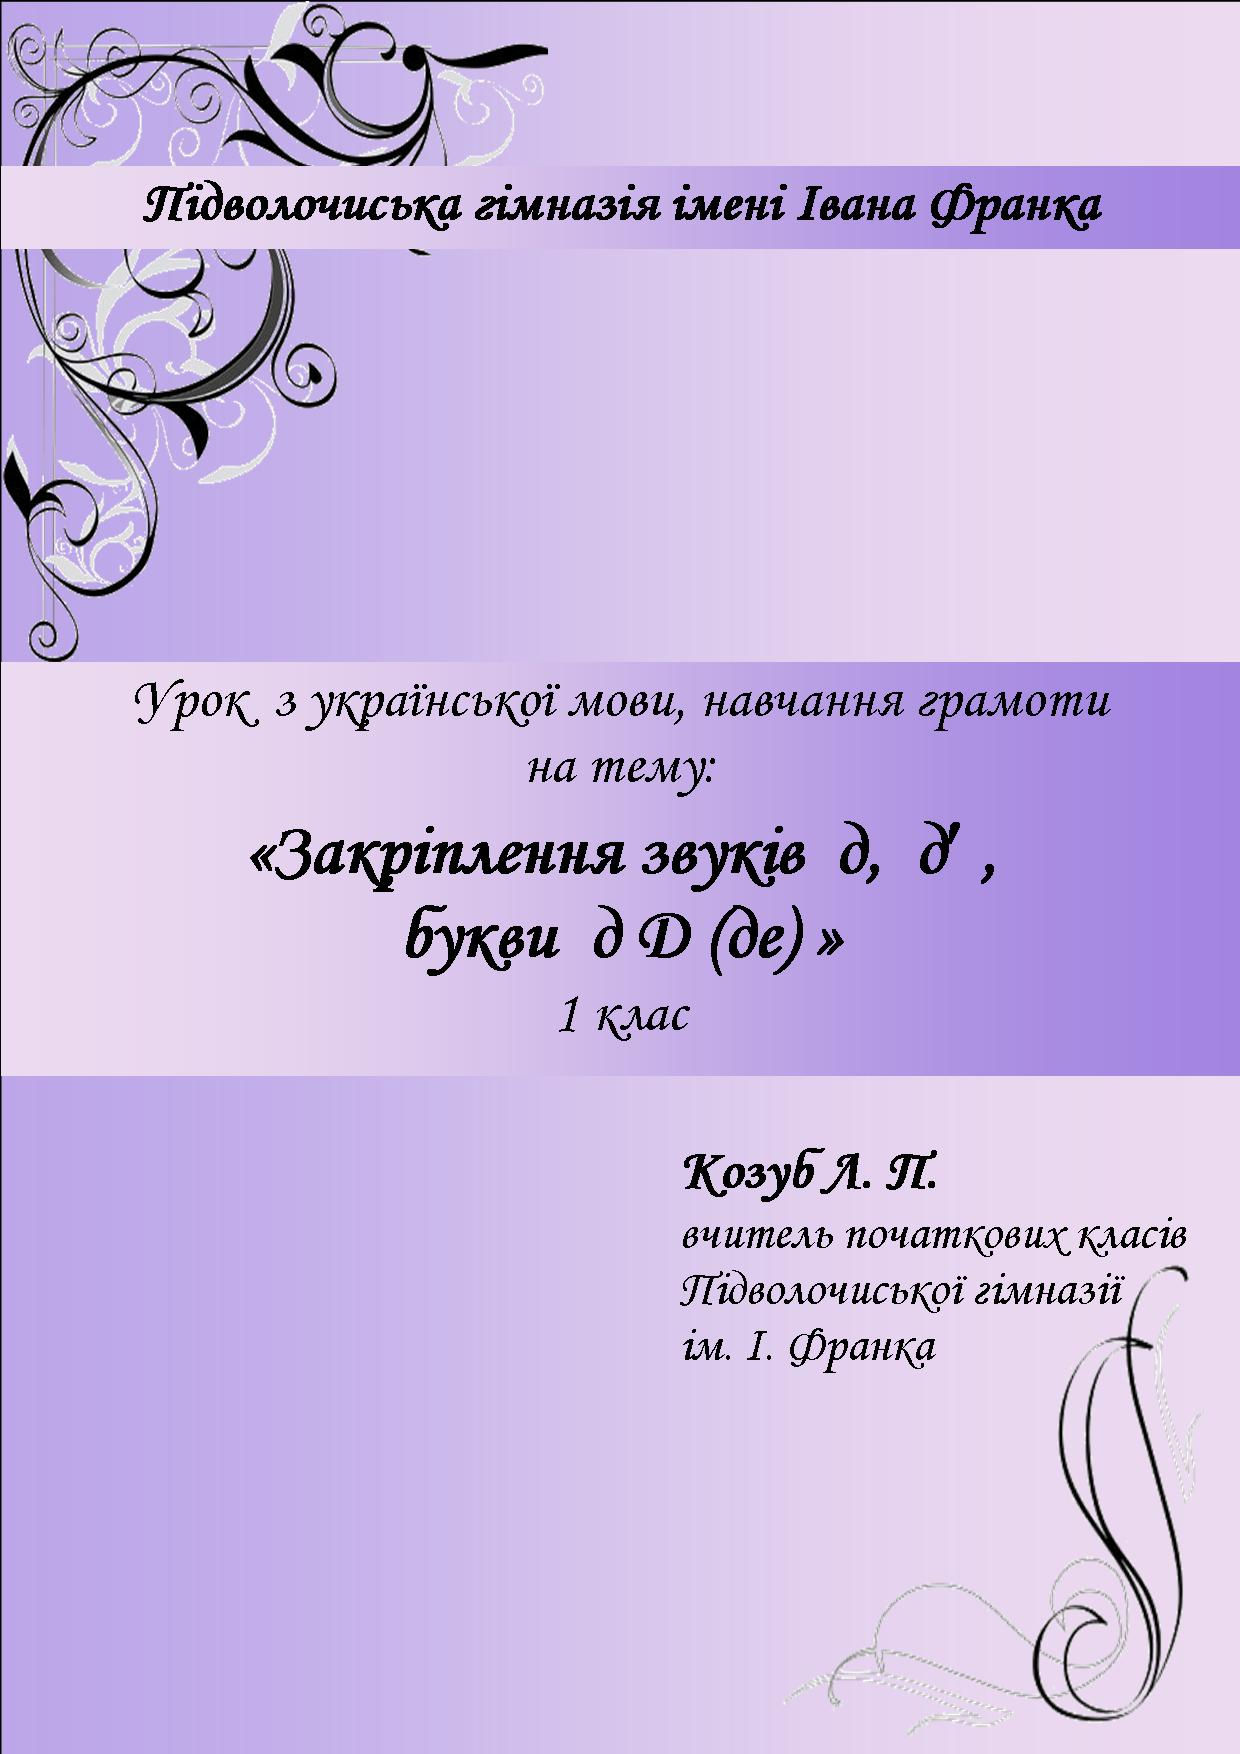 Підволочиська гімназія імені Івана Франка
Урок з української мови, навчання грамоти
на тему:
«Закріплення звуків д, д′ ,
букви д Д (де) »
1 клас
Козуб Л. П.
вчитель початкових класів
Підволочиської гімназії
ім. І. Франка